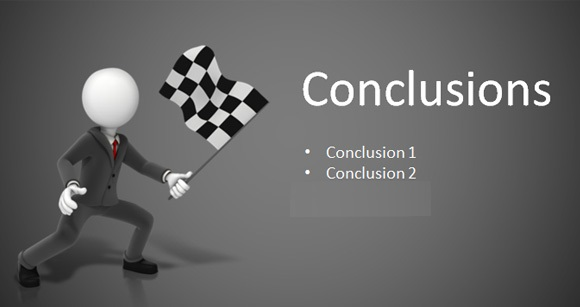 Conclusions
• Conclusion 1
• Conclusion 2